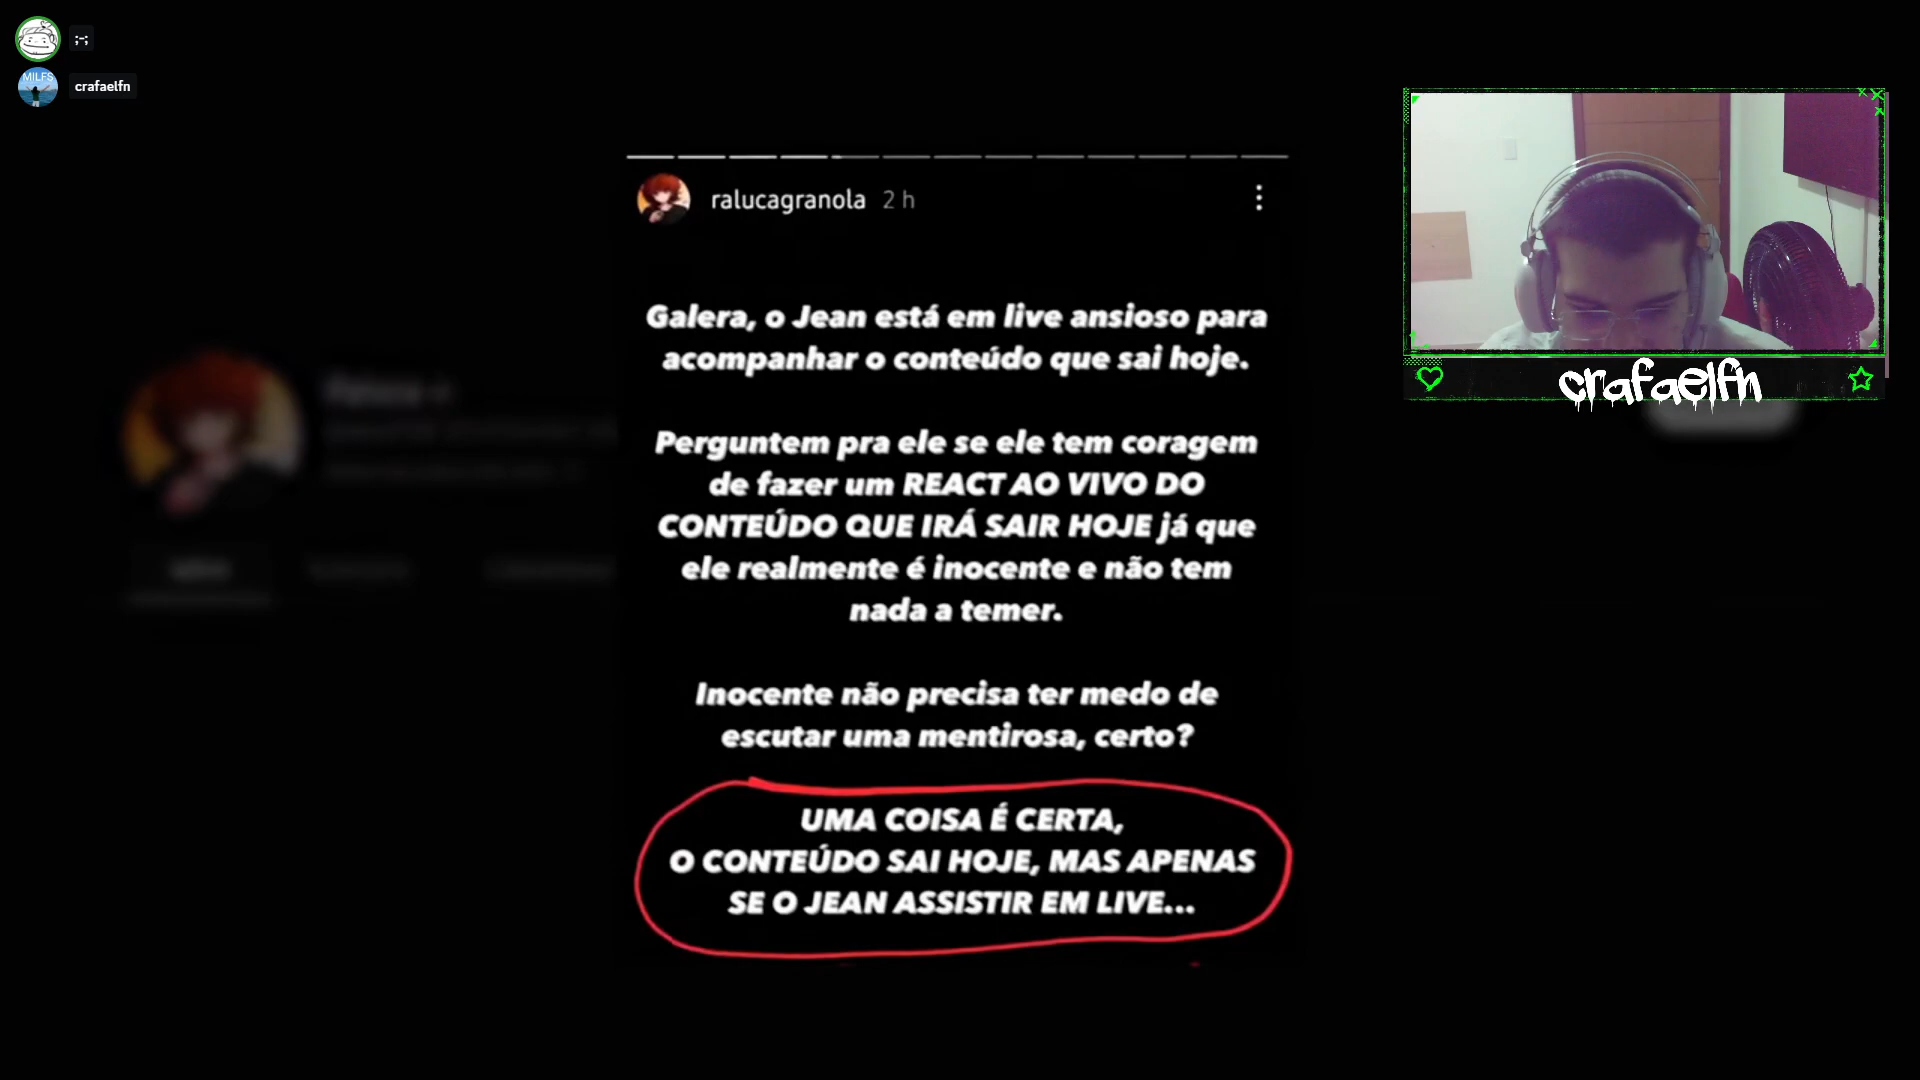 ;-;
MILFS
crafaelfn
ralucagranola 2 h
Galera, o Jean está em live ansioso para
acompanhar o conteúdo que sai hoje.
Perguntem pra ele se ele tem coragem
de fazer um REACT AO VIVO DO
CONTEÚDO QUE IRÁ SAIR HOJE já que
ele realmente é inocente e não tem
nada a temer.
Inocente não precisa ter medo de
escutar uma mentirosa, certo?
UMA COISA É CERTA,
O CONTEÚDO SAI HOJE, MAS APENAS
SE O JEAN ASSISTIR EM LIVE...
crafaelfn